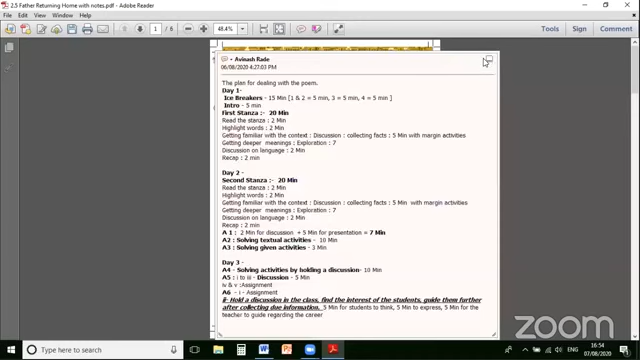 2.5 Father Returning Home with notes.pdf - Adobe Reader
File Edit View Window Help
1 / 6 48.4% Tools Sign Comment
Avinash Rade
06/08/2020 4:27:03 PM
The plan for dealing with the poem.
Day 1-
Ice Breakers - 15 Min [1 & 2 = 5 min, 3 = 5 min, 4 = 5 min ]
Intro - 5 min
first Stanza :- 20 Min
Read the stanza : 2 Min
Highlight words : 2 Min
Getting familiar with the context : Discussion : collecting facts : 5 Min with margin activities
Getting deeper meanings : Exploration : 7
Discussion on language : 2 Min
Recap : 2 min
Day 2 -
Second Stanza :- 20 Min
Read the stanza : 2 Min
Highlight words : 2 Min
Getting familiar with the context : Discussion : collecting facts : 5 Min with margin activities
Getting deeper meanings : Exploration : 7
Discussion on language : 2 Min
Recap : 2 min
A 1 : 2 Min for discussion + 5 Min for presentation = 7 Min
A2 : Solving textual activities - 10 Min
A3 : Solving given activities - 3 Min
Day 3
A4 - Solving activities by holding a discussion- 10 Min
A5 : i to iii - Discussion - 5 Min
iv & v :Assignment
A6 - i - Assignment
ii- Hold a discussion in the class, find the interest of the students, guide them further
after collecting due information. 5 Min for students to think, 5 Min to express, 5 Min for the
teacher to guide regarding the career
zoom
Type here to search
16:54
07/08/2020